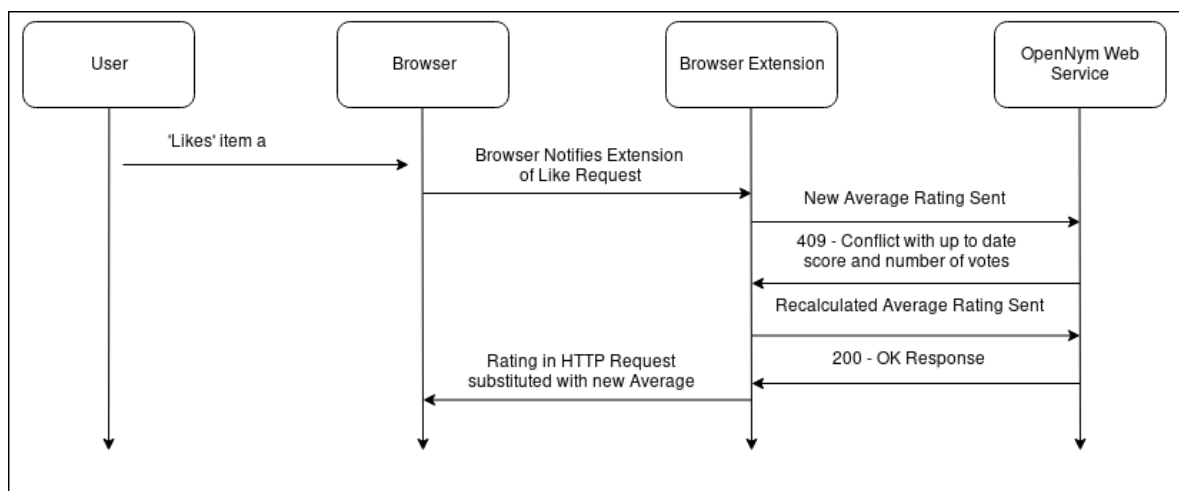 User
Browser
Browser Extension
OpenNym Web
Service
'Likes' item a
Browser Notifies Extension
of Like Request
New Average Rating Sent
409 - Conflict with up to date
score and number of votes
Recalculated Average Rating Sent
200 - OK Response
Rating in HTTP Request
substituted with new Average